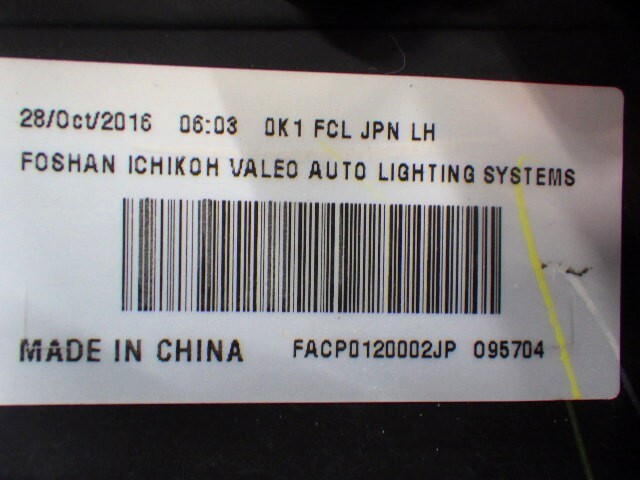 28/Oct/2016 06:03 0K1 FCL JPN LH
FOSHAN ICHIKOH VALEO AUTO LIGHTING SYSTEMS
MADE IN CHINA FACP0120002JP 095704